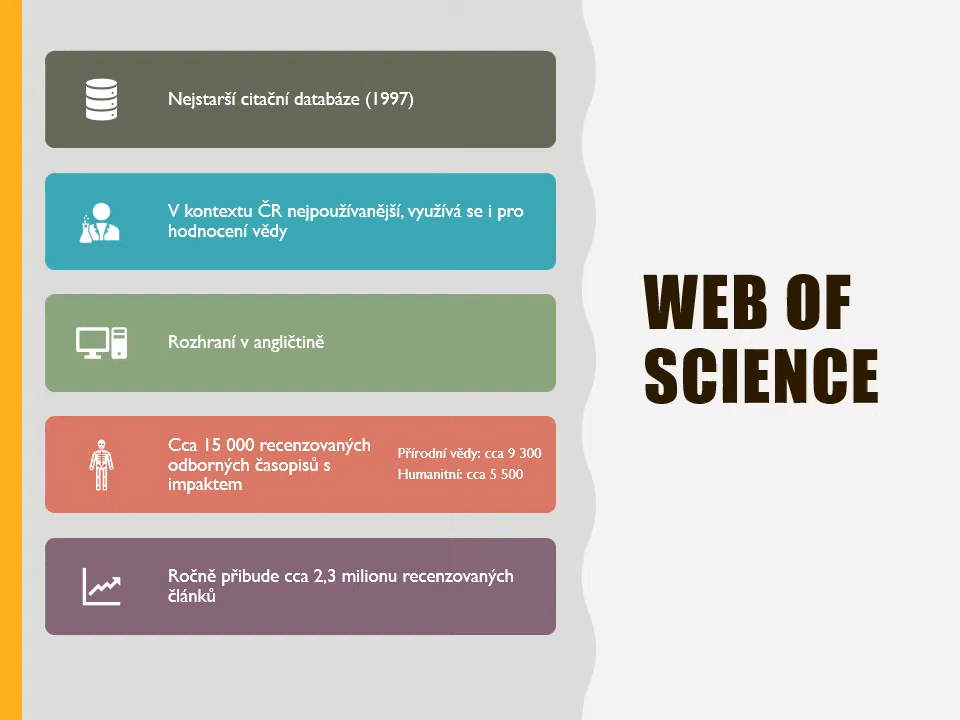 Nejstarší citační databáze (1997)
V kontextu ČR nejpoužívanější, využívá se i pro
hodnocení vědy
Rozhraní v angličtině
Cca 15 000 recenzovaných
odborných časopisů s
impaktem
Přírodní vědy: cca 9 300
Humanitní: cca 5 500
Ročně přibude cca 2,3 milionu recenzovaných
článků
WEB OF
SCIENCE